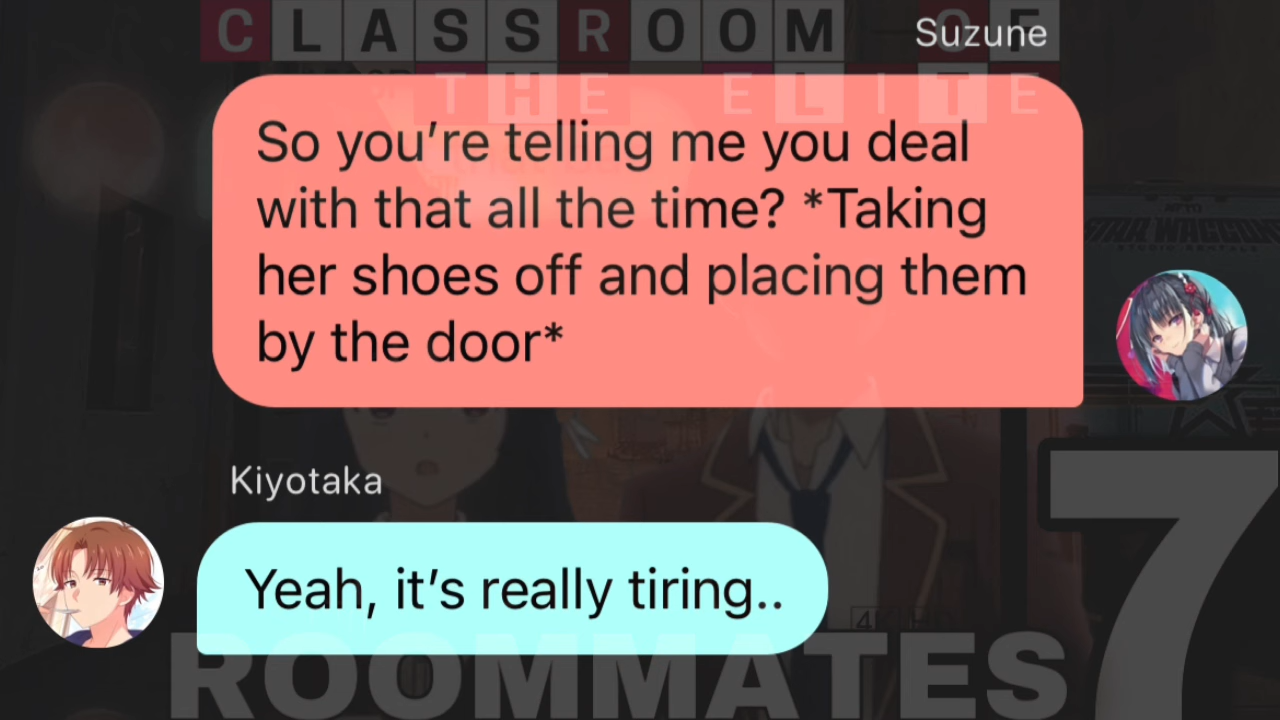 CLASSROOM OF
THE ELITE
Suzune
So you’re telling me you deal
with that all the time? *Taking
her shoes off and placing them
by the door*
Kiyotaka
Yeah, it’s really tiring..
ROOMMATES
7